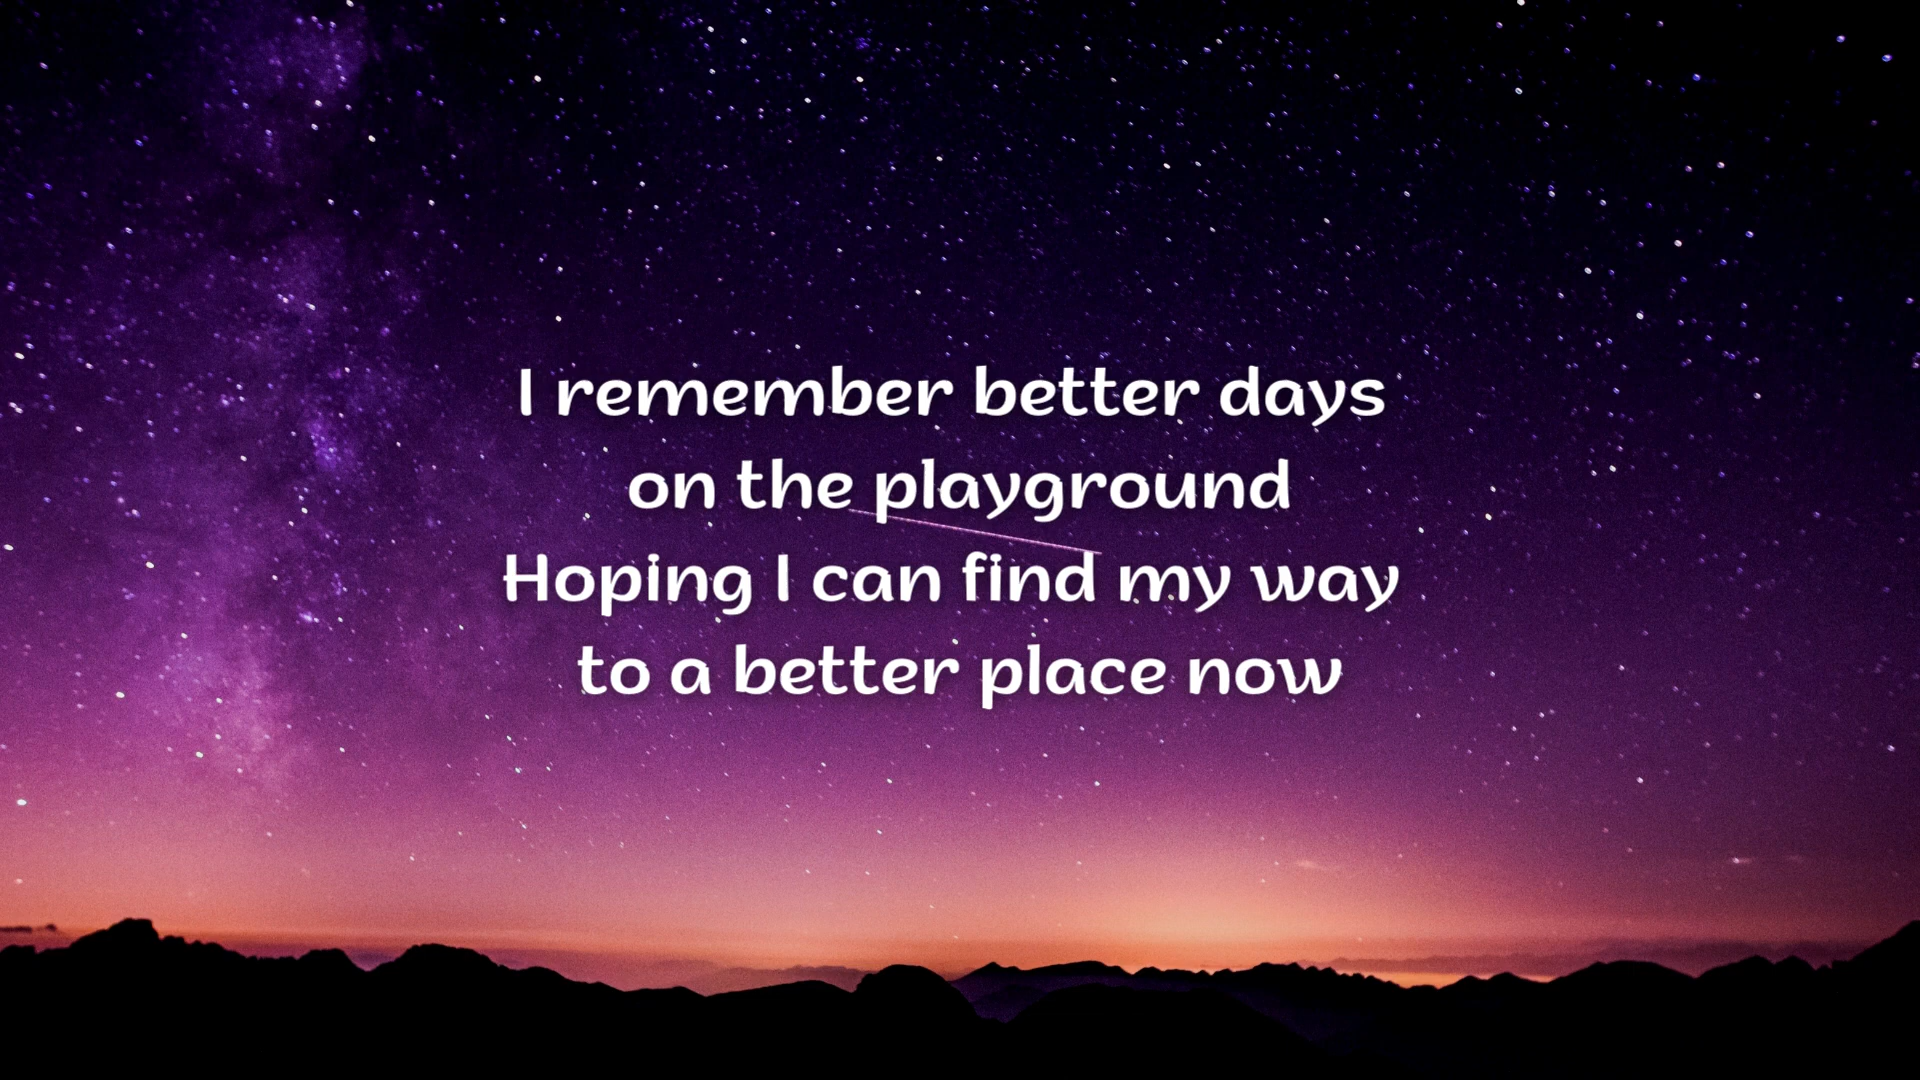 I remember better days
on the playground
Hoping I can find my way
to a better place now